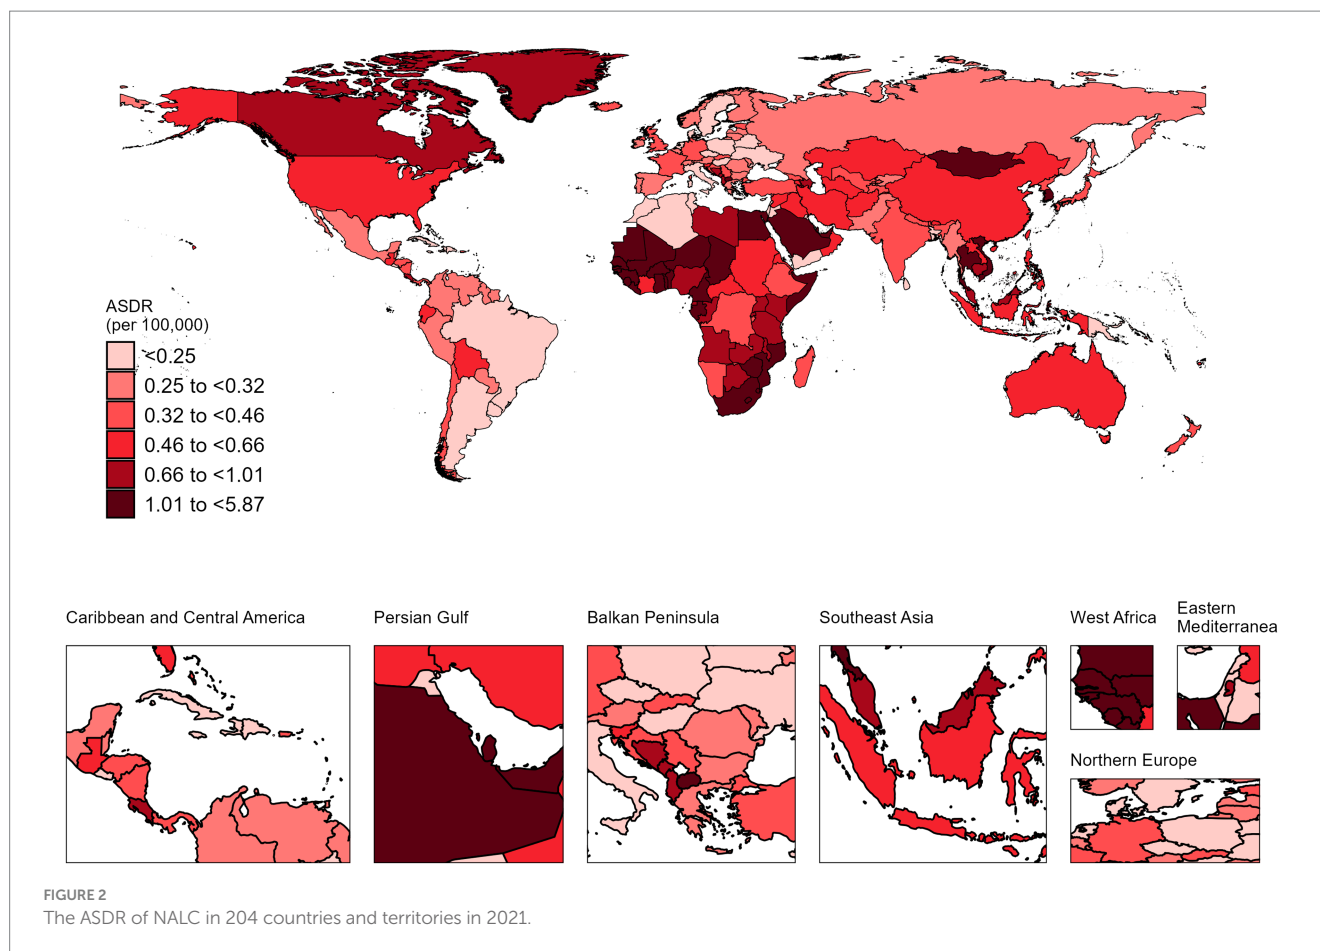 ASDR
(per 100,000)
<0.25
0.25 to <0.32
0.32 to <0.46
0.46 to <0.66
0.66 to <1.01
1.01 to <5.87
Caribbean and Central America
Persian Gulf
Balkan Peninsula
Southeast Asia
West Africa
Eastern
Mediterranea
Northern Europe
FIGURE 2
The ASDR of NALC in 204 countries and territories in 2021.